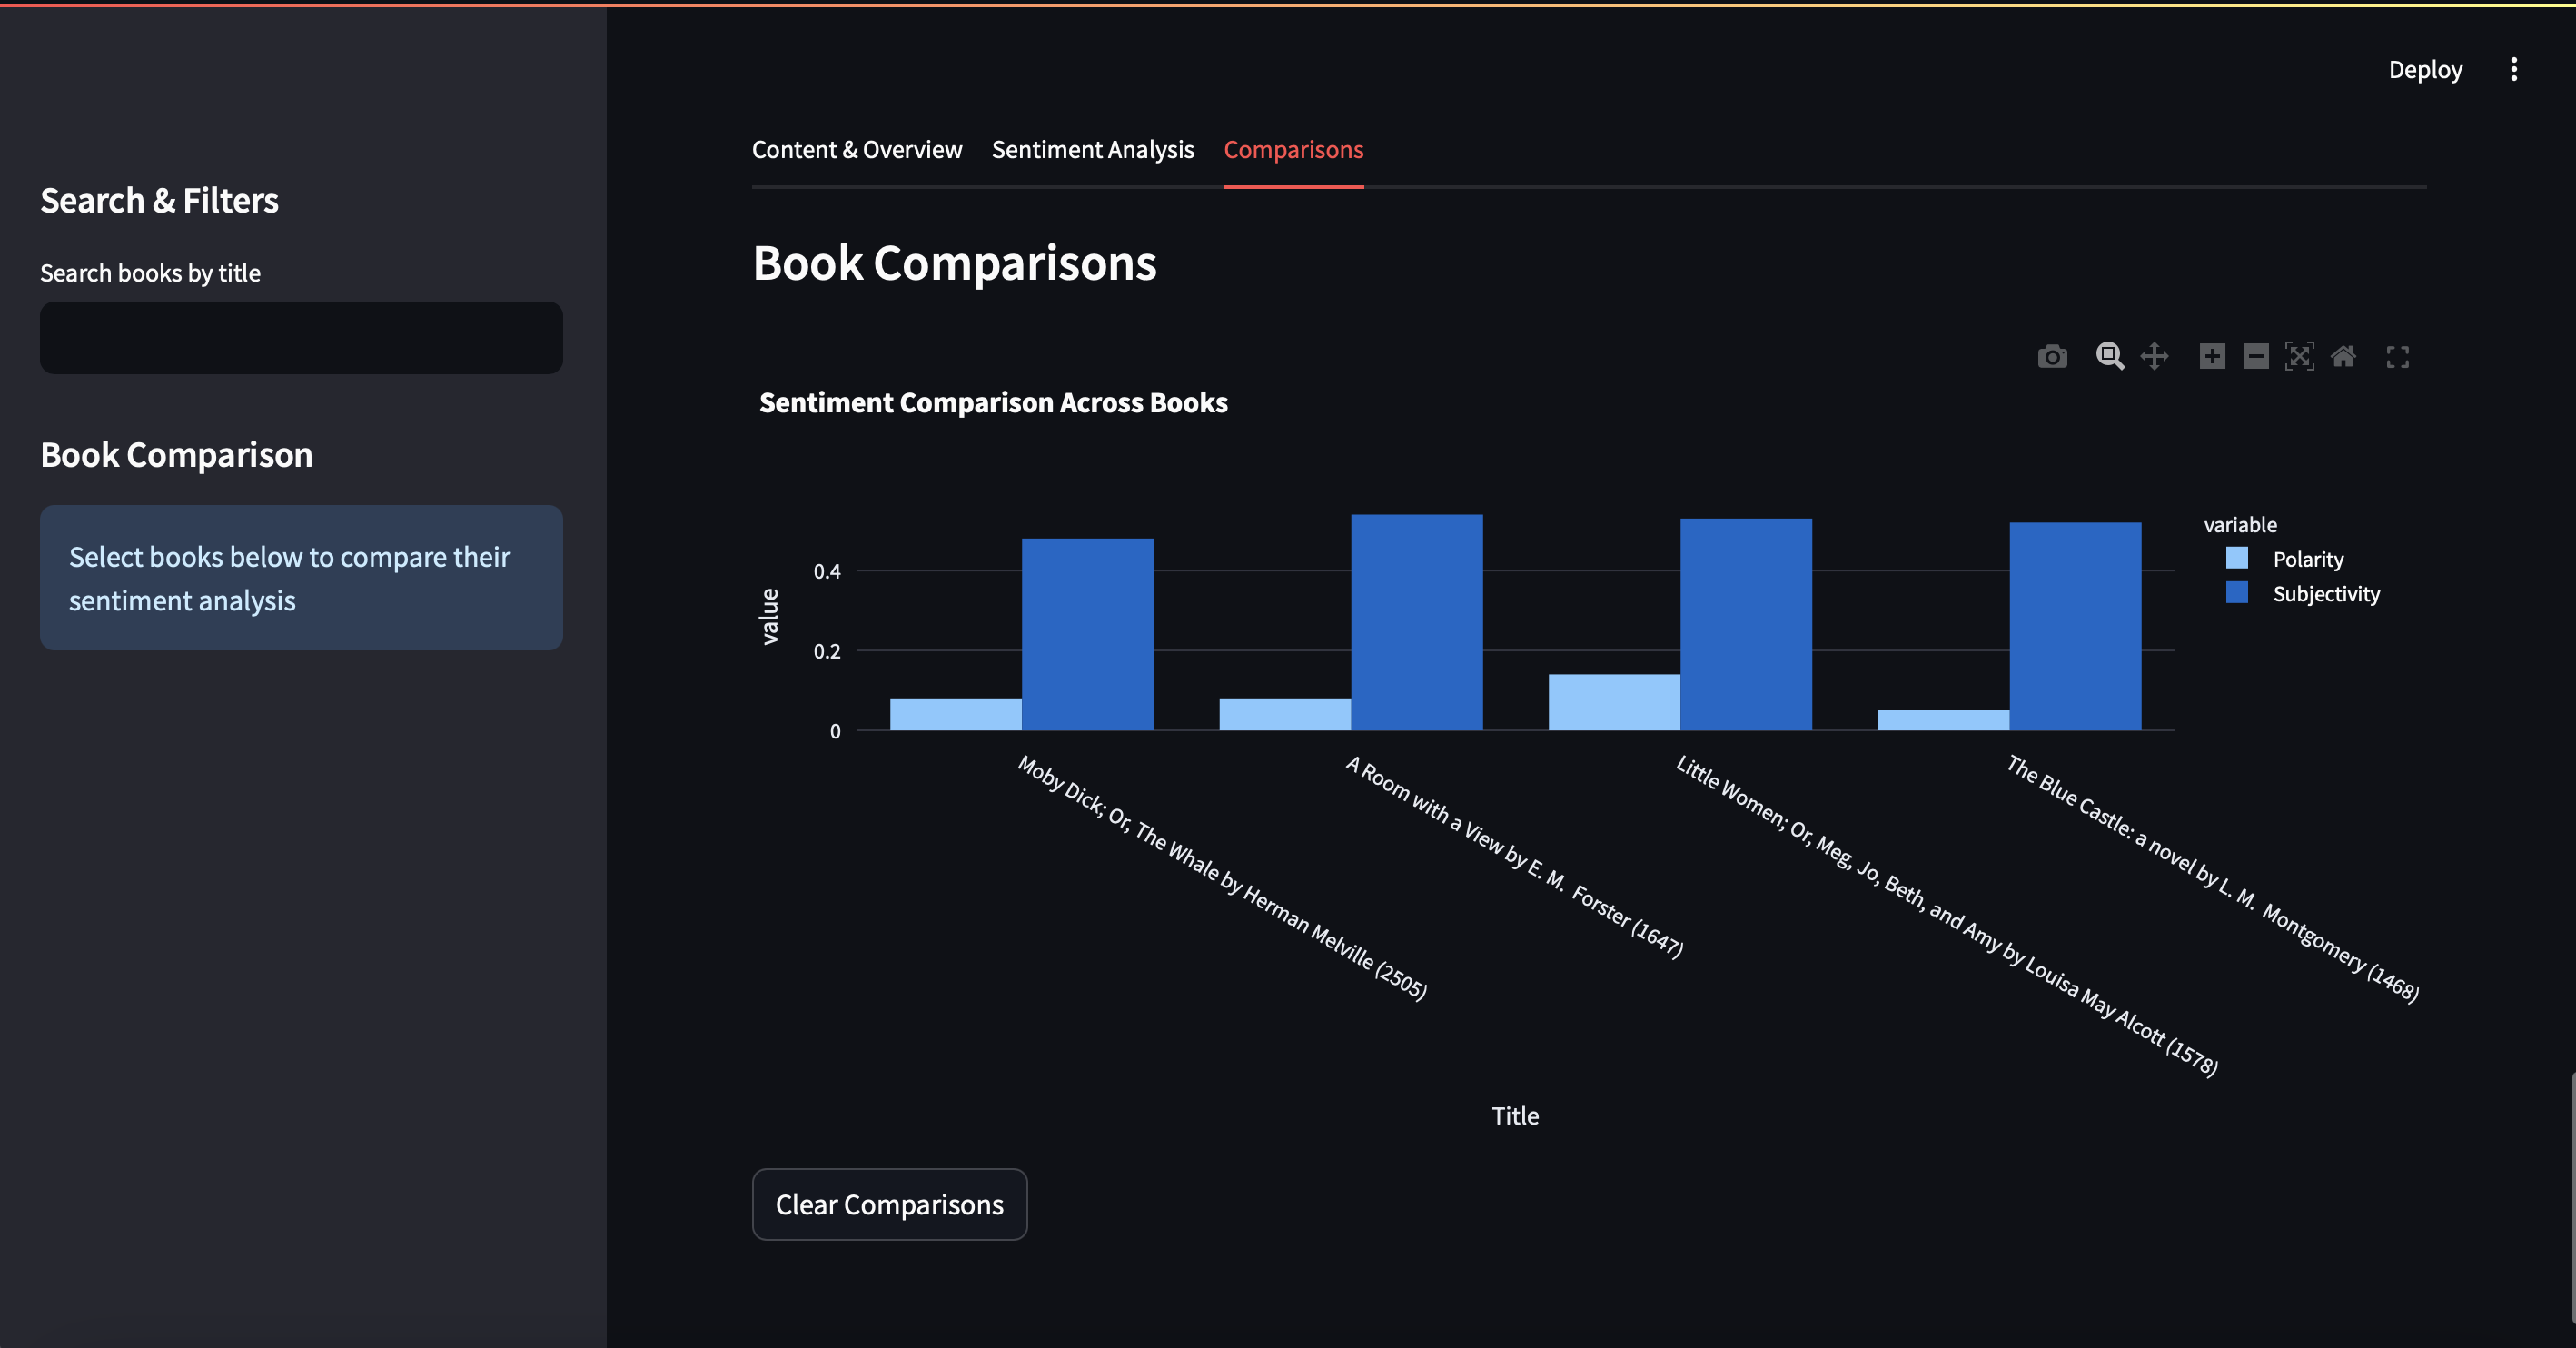 Deploy
Search & Filters
Search books by title
Book Comparison
Select books below to compare their
sentiment analysis
Content & Overview
Sentiment Analysis
Comparisons
Book Comparisons
Sentiment Comparison Across Books
value
0.4
0.2
0
variable
Polarity
Subjectivity
Moby Dick; Or, The Whale by Herman Melville (2505)
A Room with a View by E. M. Forster (1647)
Little Women; Or, Meg, Jo, Beth, and Amy by Louisa May Alcott (1578)
The Blue Castle: a novel by L. M. Montgomery (1468)
Title
Clear Comparisons